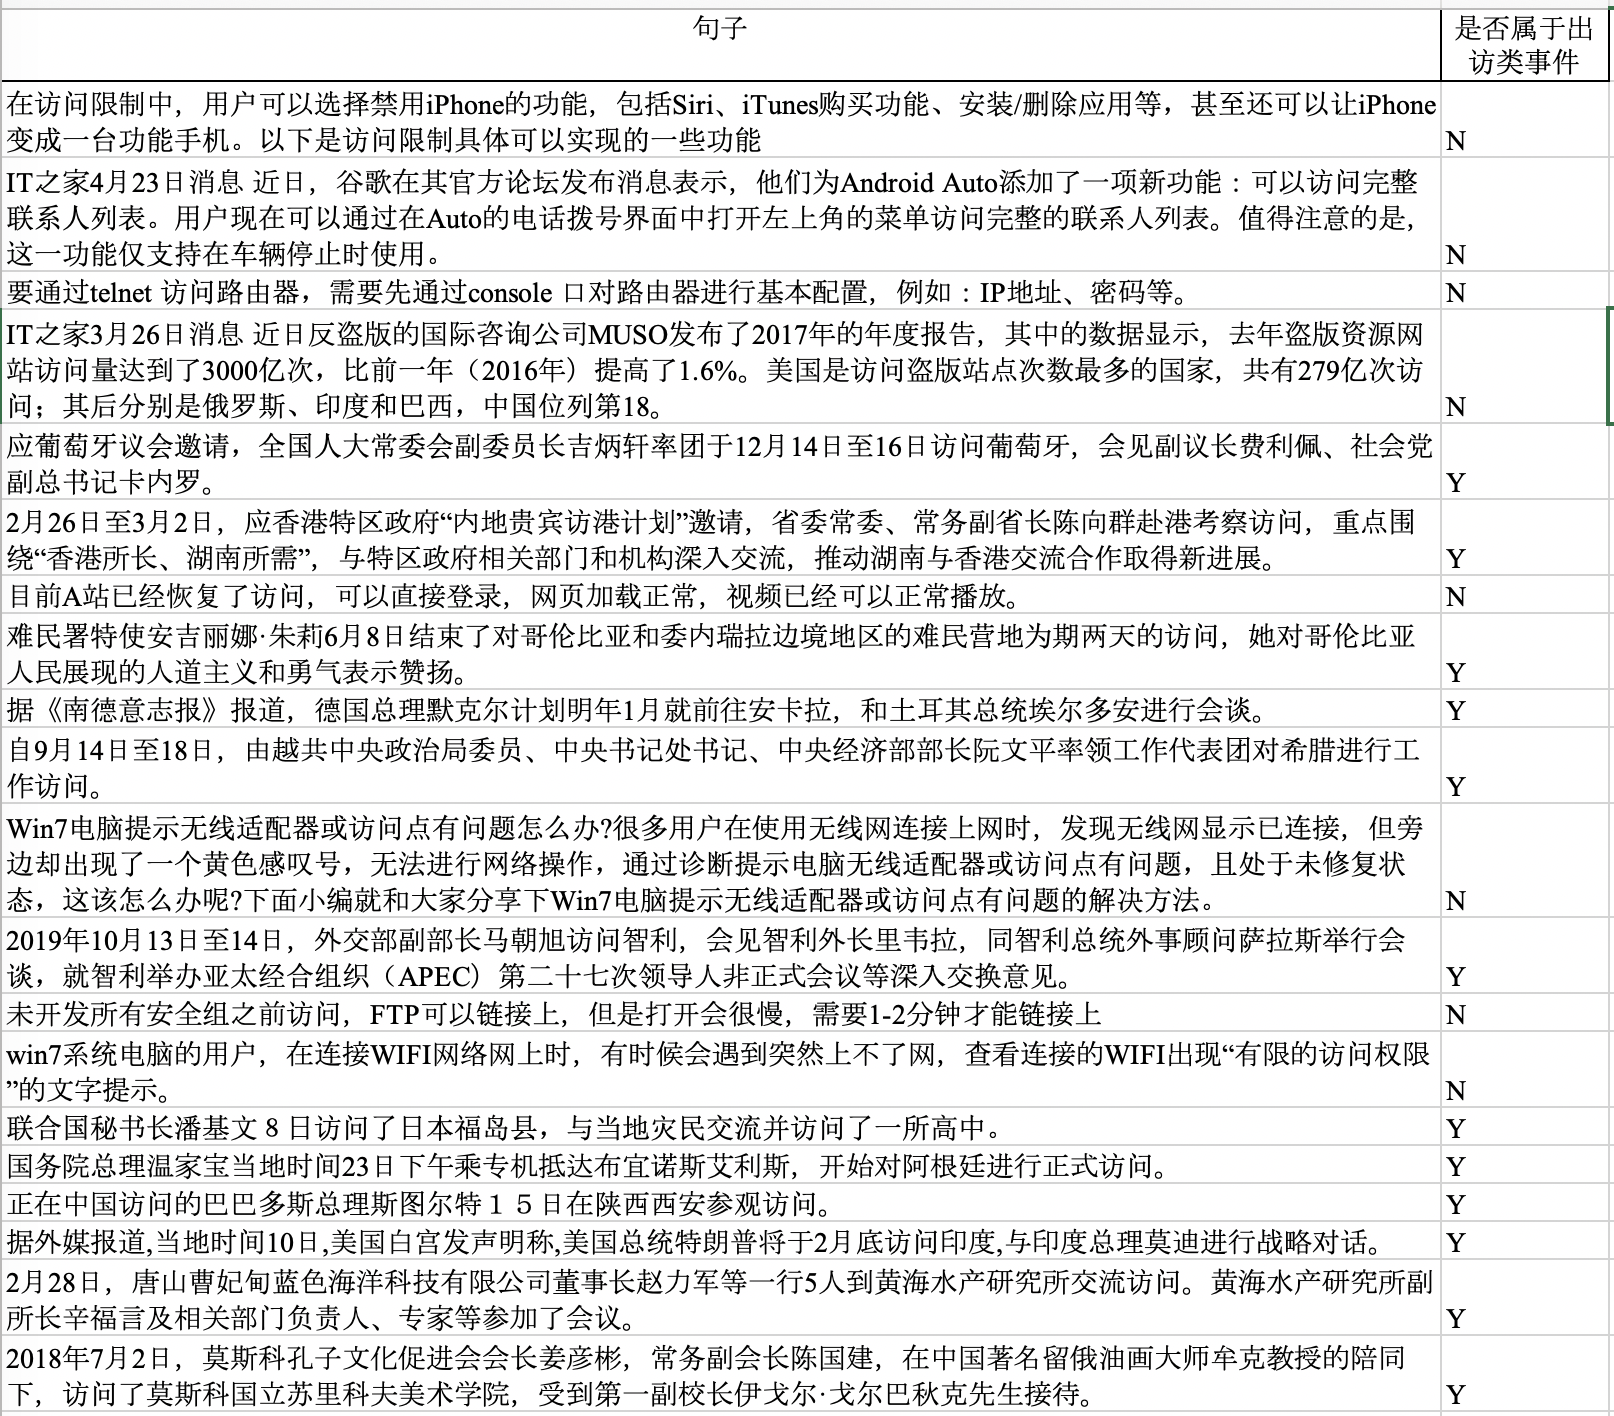 句子
是否属于出
访类事件
在访问限制中，用户可以选择禁用iPhone的功能，包括Siri、iTunes购买功能、安装/删除应用等，甚至还可以让iPhone
变成一台功能手机。以下是访问限制具体可以实现的一些功能
N
IT之家4月23日消息 近日，谷歌在其官方论坛发布消息表示，他们为Android Auto添加了一项新功能：可以访问完整
联系人列表。用户现在可以通过在Auto的电话拨号界面中打开左上角的菜单访问完整的联系人列表。值得注意的是，
这一功能仅支持在车辆停止时使用。
N
要通过telnet 访问路由器，需要先通过console 口对路由器进行基本配置，例如：IP地址、密码等。
N
IT之家3月26日消息 近日反盗版的国际咨询公司MUSO发布了2017年的年度报告，其中的数据显示，去年盗版资源网
站访问量达到了3000亿次，比前一年（2016年）提高了1.6%。美国是访问盗版站点次数最多的国家，共有279亿次访
问；其后分别是俄罗斯、印度和巴西，中国位列第18。
N
应葡萄牙议会邀请，全国人大常委会副委员长吉炳轩率团于12月14日至16日访问葡萄牙，会见副议长费利佩、社会党
副总书记卡内罗。
Y
2月26日至3月2日，应香港特区政府“内地贵宾访港计划”邀请，省委常委、常务副省长陈向群赴港考察访问，重点围
绕“香港所长、湖南所需”，与特区政府相关部门和机构深入交流，推动湖南与香港交流合作取得新进展。
Y
目前A站已经恢复了访问，可以直接登录，网页加载正常，视频已经可以正常播放。
N
难民署特使安吉丽娜·朱莉6月8日结束了对哥伦比亚和委内瑞拉边境地区的难民营地为期两天的访问，她对哥伦比亚
人民展现的人道主义和勇气表示赞扬。
Y
据《南德意志报》报道，德国总理默克尔计划明年1月就前往安卡拉，和土耳其总统埃尔多安进行会谈。
Y
自9月14日至18日，由越共中央政治局委员、中央书记处书记、中央经济部部长阮文平率领工作代表团对希腊进行工
作访问。
Y
Win7电脑提示无线适配器或访问点有问题怎么办?很多用户在使用无线网连接上网时，发现无线网显示已连接，但旁
边却出现了一个黄色感叹号，无法进行网络操作，通过诊断提示电脑无线适配器或访问点有问题，且处于未修复状
态，这该怎么办呢?下面小编就和大家分享下Win7电脑提示无线适配器或访问点有问题的解决方法。
N
2019年10月13日至14日，外交部副部长马朝旭访问智利，会见智利外长里韦拉，同智利总统外事顾问萨拉斯举行会
谈，就智利举办亚太经合组织（APEC）第二十七次领导人非正式会议等深入交换意见。
Y
未开发所有安全组之前访问，FTP可以链接上，但是打开会很慢，需要1-2分钟才能链接上
N
win7系统电脑的用户，在连接WIFI网络网上时，有时候会遇到突然上不了网，查看连接的WIFI出现“有限的访问权限
”的文字提示。
N
联合国秘书长潘基文８日访问了日本福岛县，与当地灾民交流并访问了一所高中。
Y
国务院总理温家宝当地时间23日下午乘专机抵达布宜诺斯艾利斯，开始对阿根廷进行正式访问。
Y
正在中国访问的巴巴多斯总理斯图尔特１５日在陕西西安参观访问。
Y
据外媒报道,当地时间10日,美国白宫发声明称,美国总统特朗普将于2月底访问印度,与印度总理莫迪进行战略对话。
Y
2月28日，唐山曹妃甸蓝色海洋科技有限公司董事长赵力军等一行5人到黄海水产研究所交流访问。黄海水产研究所副
所长辛福言及相关部门负责人、专家等参加了会议。
Y
2018年7月2日，莫斯科孔子文化促进会会长姜彦彬，常务副会长陈国建，在中国著名留俄油画大师牟克教授的陪同
下，访问了莫斯科国立苏里科夫美术学院，受到第一副校长伊戈尔·戈尔巴秋克先生接待。
Y